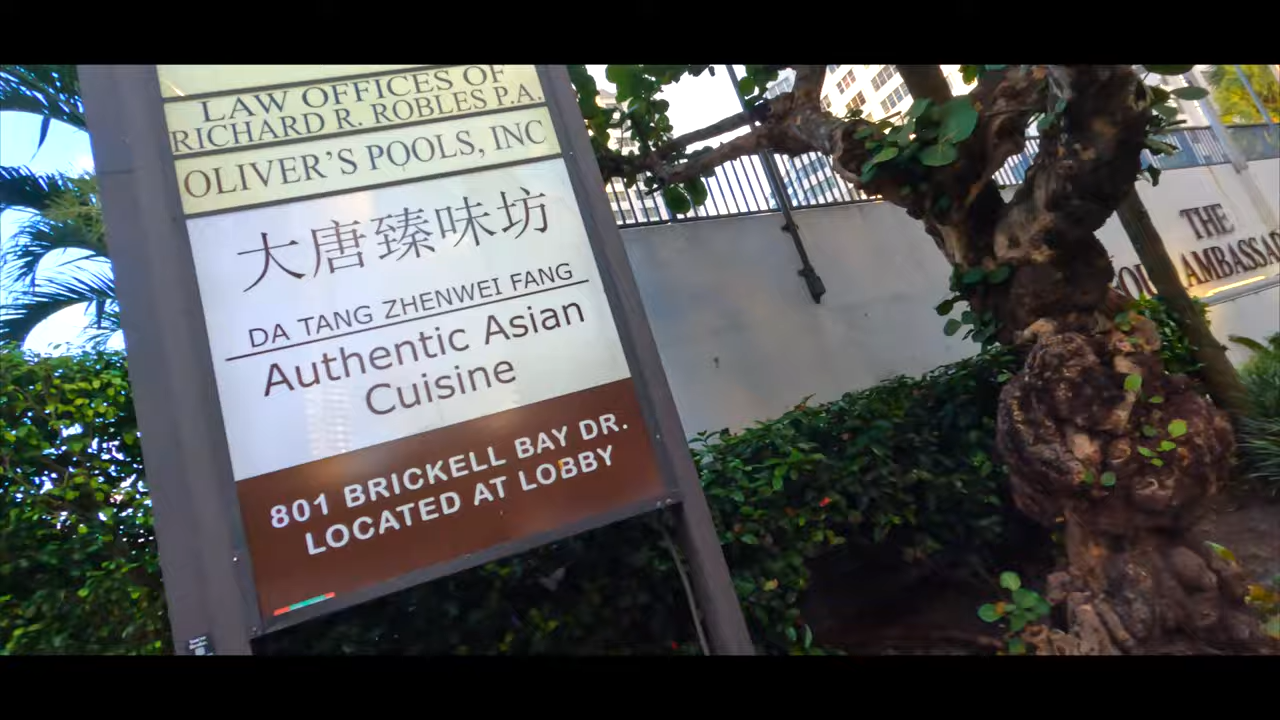 LAW OFFICES OF
RICHARD R. ROBLES P.A.
OLIVER'S POOLS, INC
大唐臻味坊
DA TANG ZHENWEI FANG
Authentic Asian
Cuisine
801 BRICKELL BAY DR.
LOCATED AT LOBBY
THE
AMBASSA